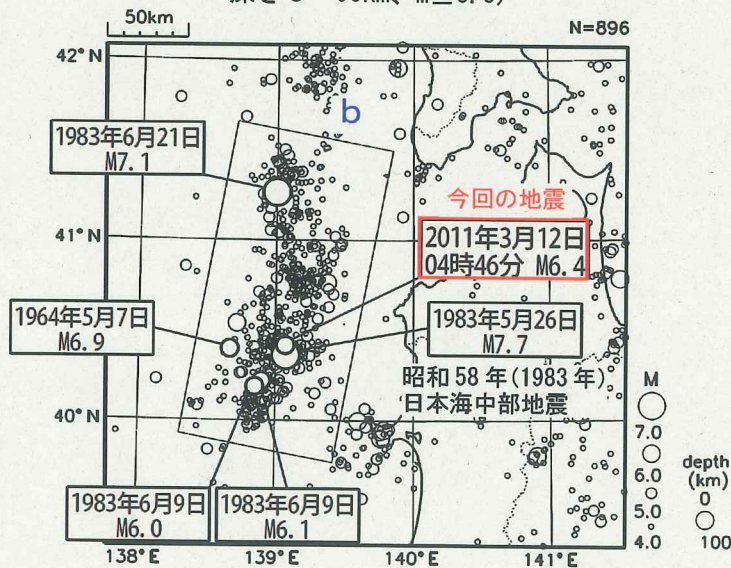 50km
N=896
42°N
b
1983年6月21日
M7.1
今回の地震
41°N
2011年3月12日
04時46分 M6.4
1964年5月7日
M6.9
1983年5月26日
M7.7
昭和58年(1983年)
日本海中部地震
40°N
M
7.0
6.0
5.0
4.0
depth
(km)
0
100
1983年6月9日
M6.0
1983年6月9日
M6.1
138°E
139°E
140°E
141°E